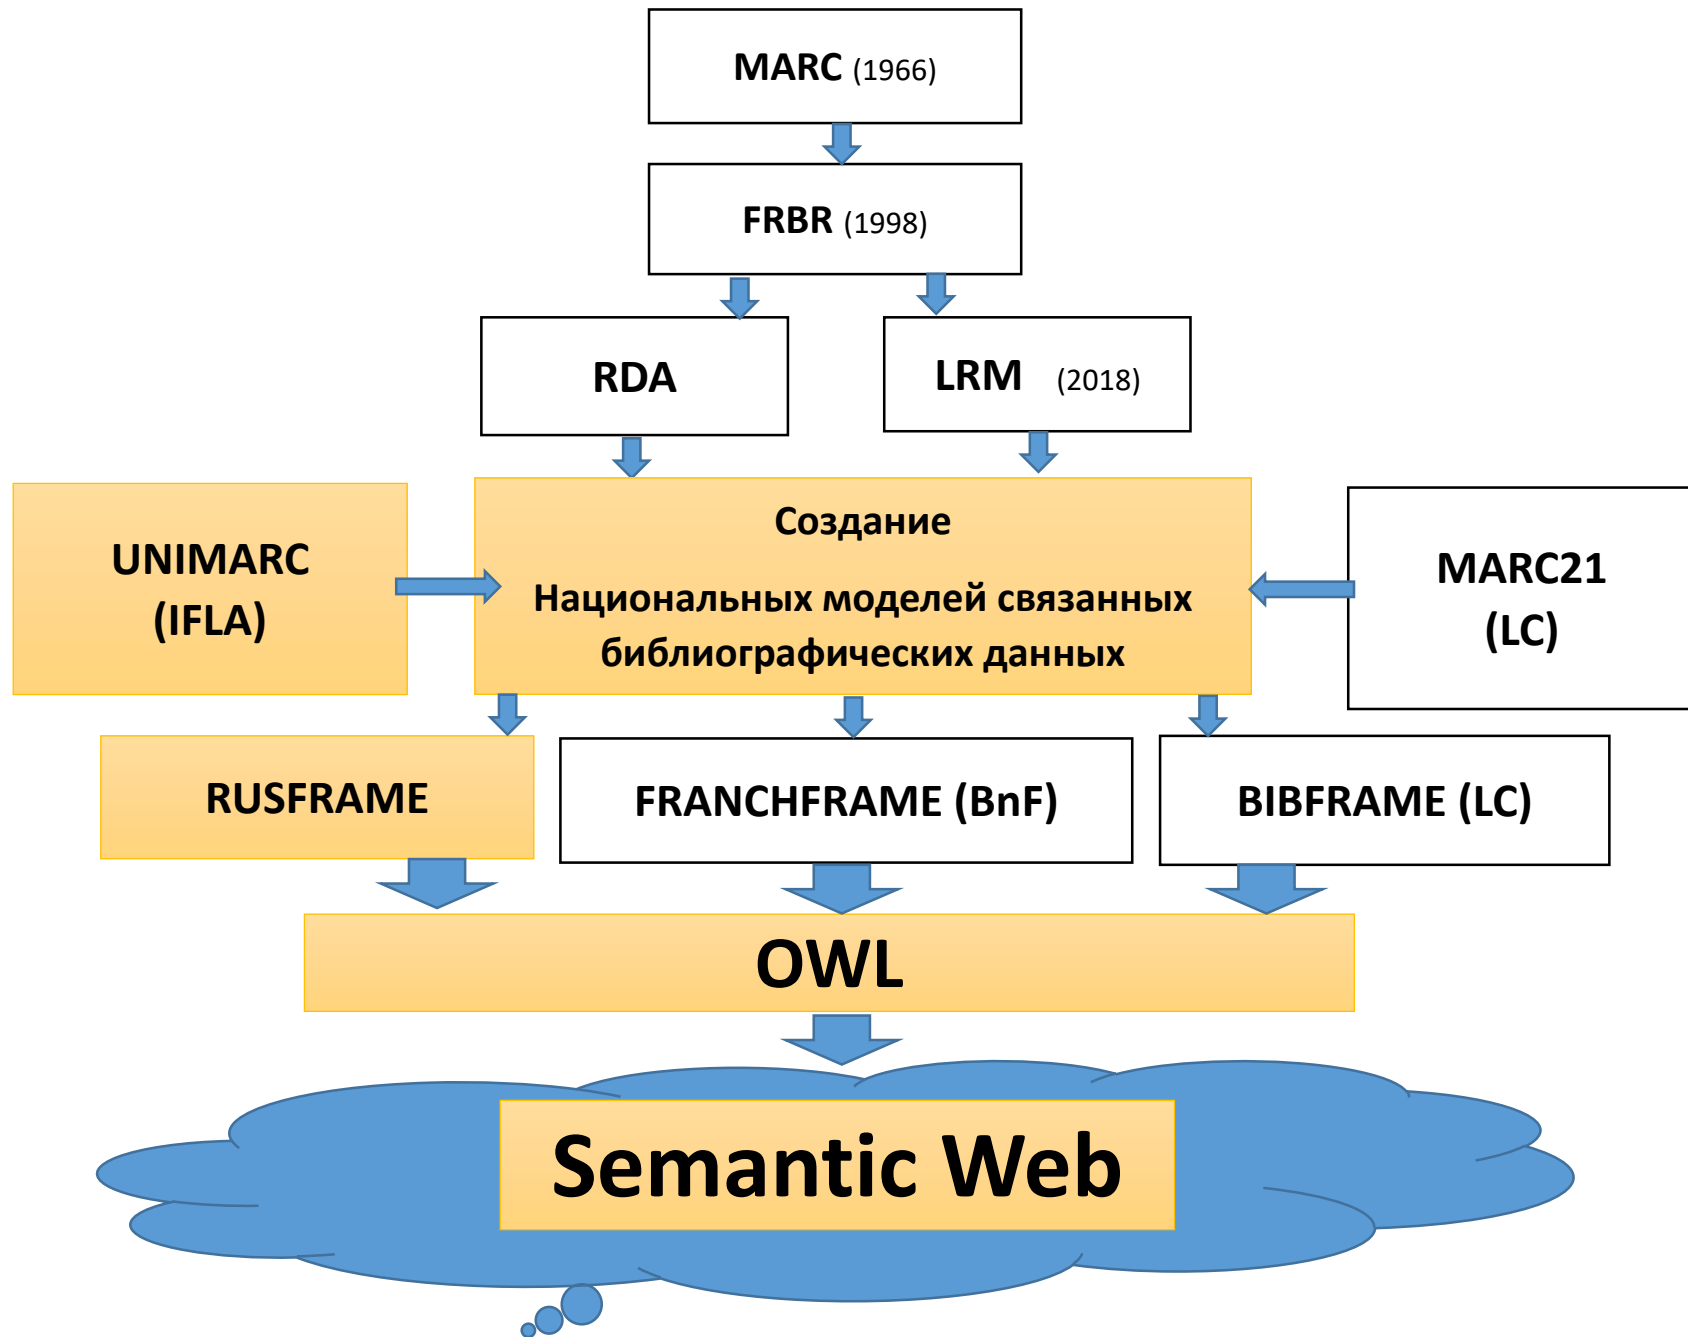 MARC (1966)
FRBR (1998)
RDA
LRM (2018)
UNIMARC
(IFLA)
Создание
Национальных моделей связанных
библиографических данных
MARC21
(LC)
RUSFRAME
FRANCHFRAME (BnF)
BIBFRAME (LC)
OWL
Semantic Web